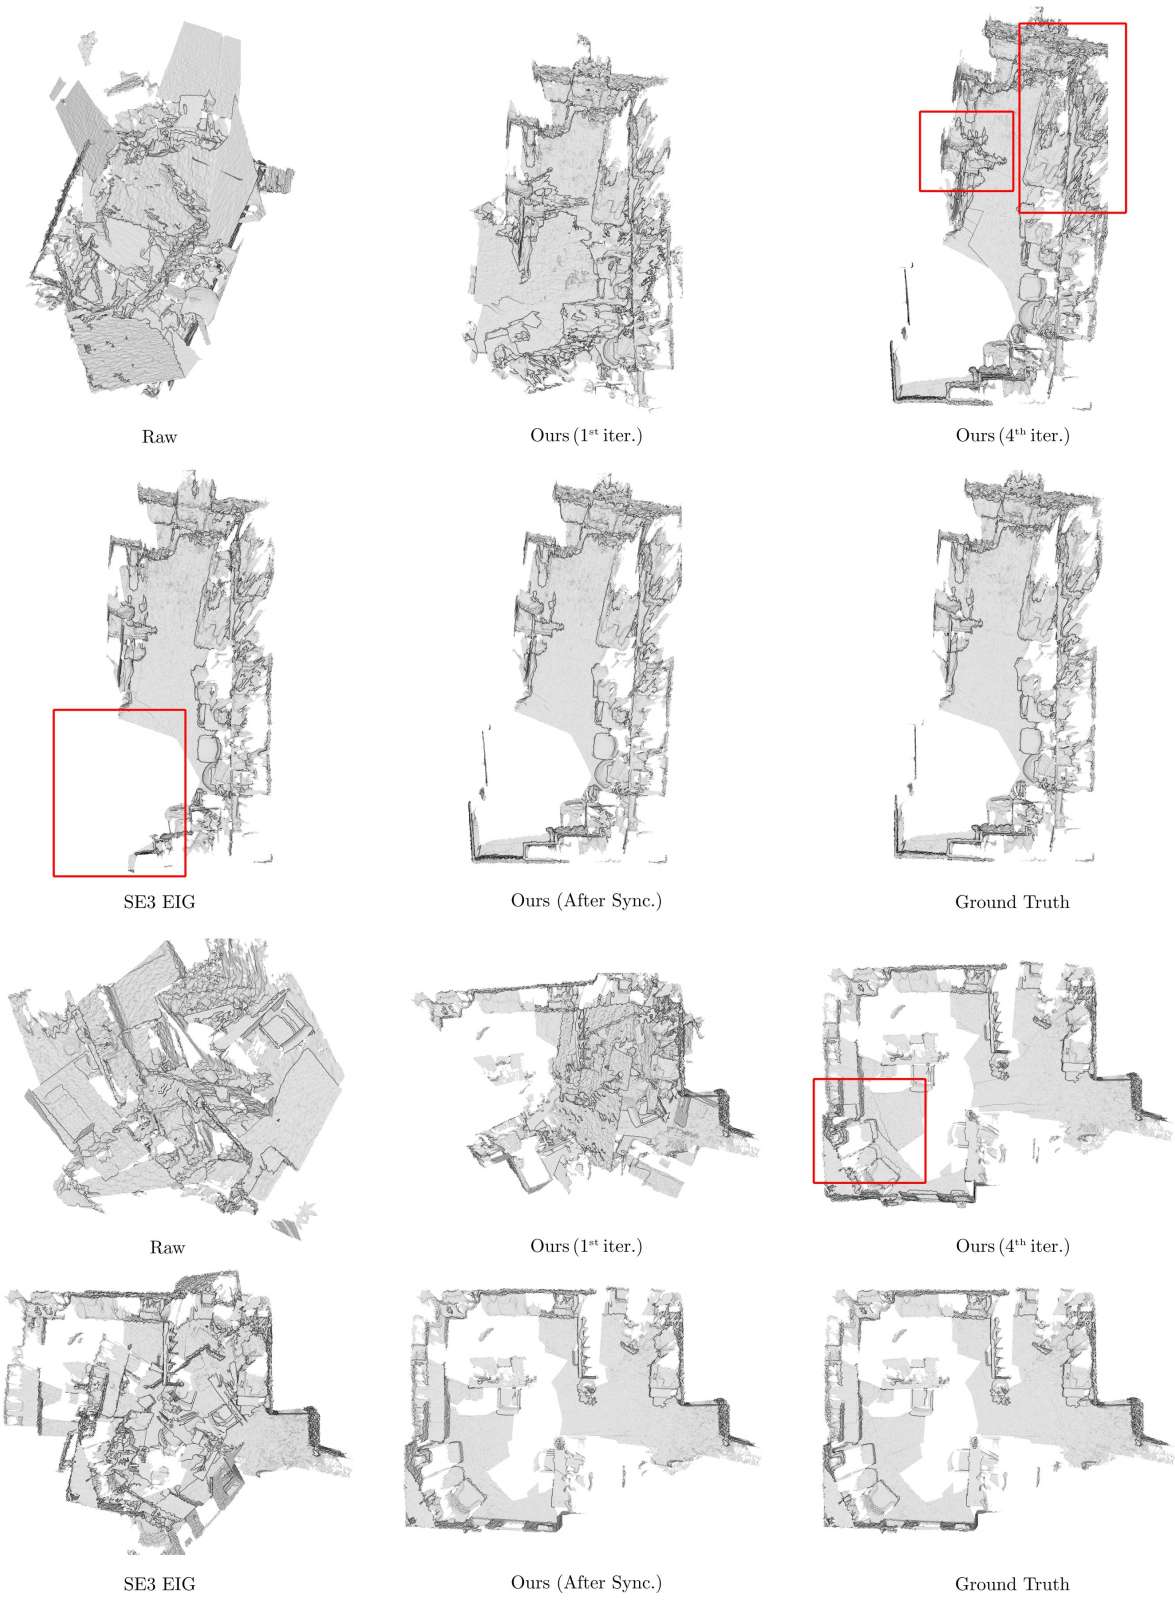 Raw
Ours (1st iter.)
Ours (4th iter.)
SE3 EIG
Ours (After Sync.)
Ground Truth
Raw
Ours (1st iter.)
Ours (4th iter.)
SE3 EIG
Ours (After Sync.)
Ground Truth